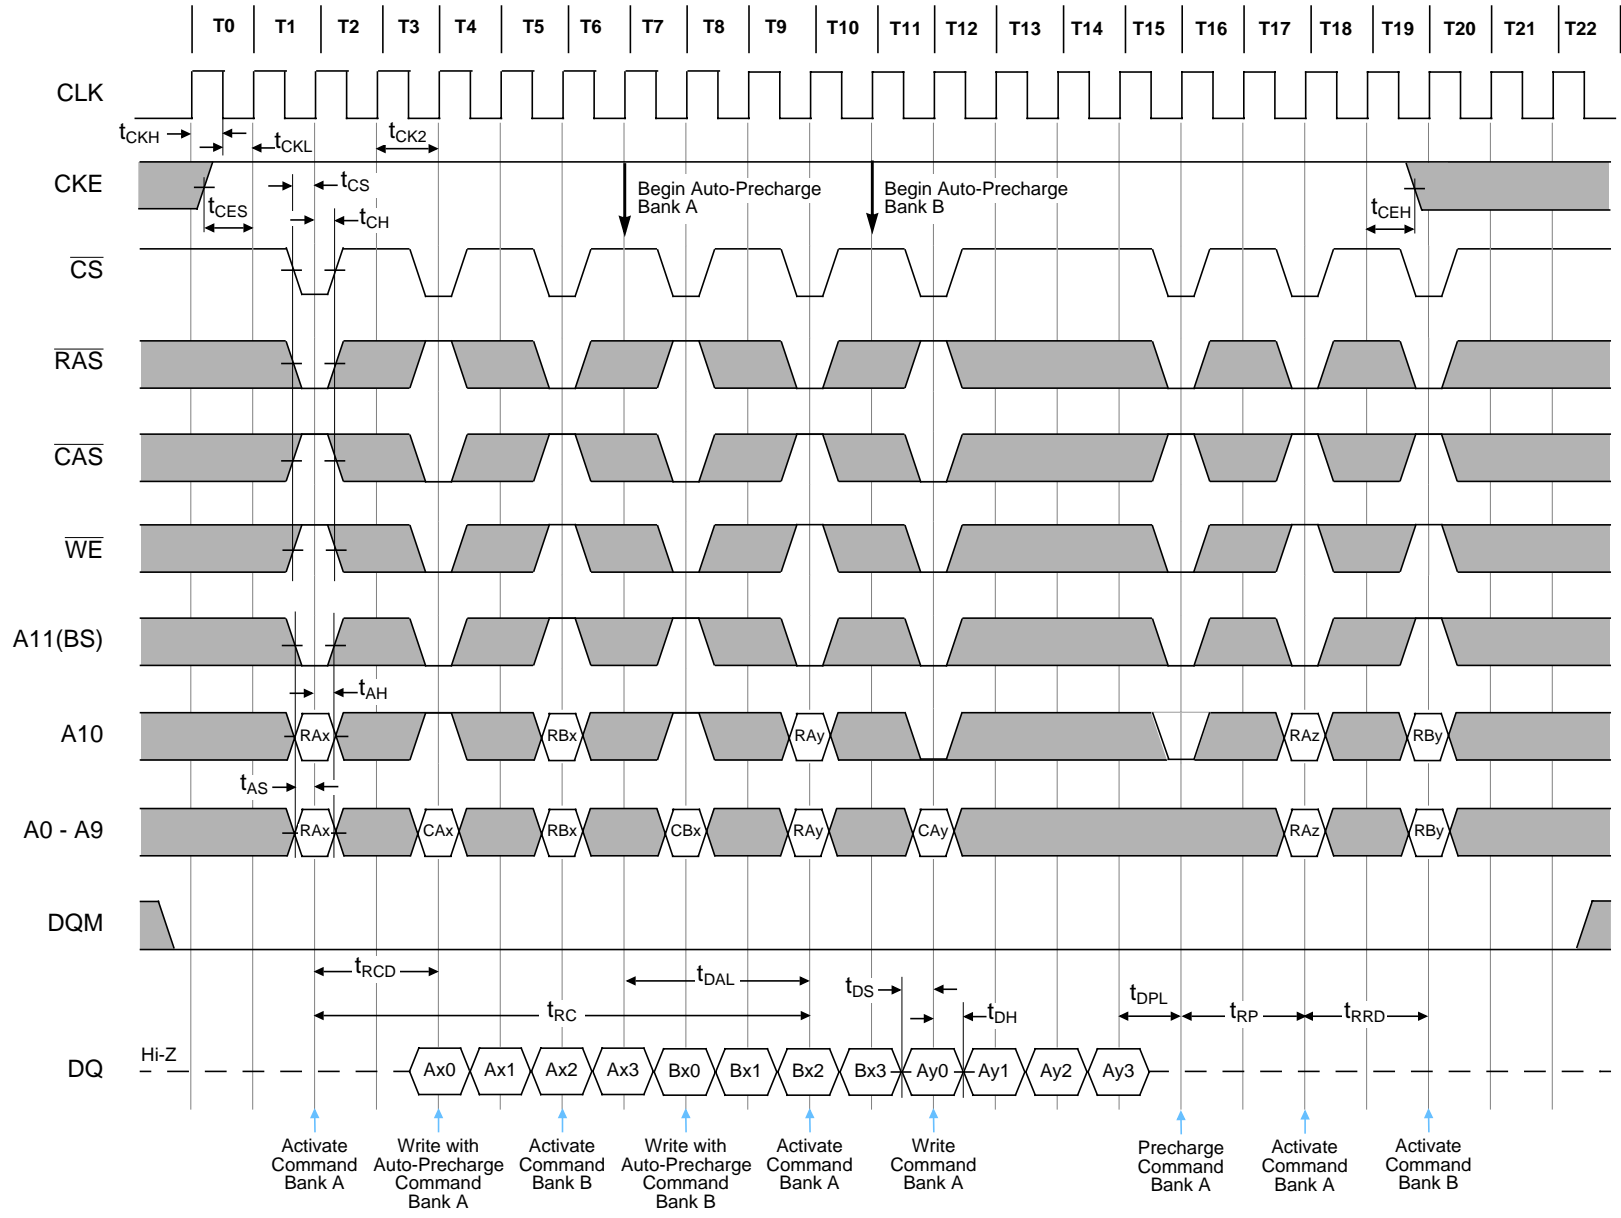 T0 T1 T2 T3 T4 T5 T6 T7 T8 T9 T10 T11 T12 T13 T14 T15 T16 T17 T18 T19 T20 T21 T22
CLK
tCKH
tCKL
tCK2
CKE
tCES
tCS
tCH
Begin Auto-Precharge
Bank A
Begin Auto-Precharge
Bank B
tCEH
CS
RAS
CAS
WE
A11(BS)
tAH
A10
RAx RBx RAy RAz RBy
tAS
A0 - A9
RAx CAx RBx CBx RAy CAy RAz RBy
DQM
tRCD
tDAL
tDS
tDPL
tRC
tDH
tRP
tRRD
Hi-Z
DQ
Ax0 Ax1 Ax2 Ax3 Bx0 Bx1 Bx2 Bx3 Ay0 Ay1 Ay2 Ay3
Activate
Command
Bank A
Write with
Auto-Precharge
Command
Bank A
Activate
Command
Bank B
Write with
Auto-Precharge
Command
Bank B
Activate
Command
Bank A
Write
Command
Bank A
Precharge
Command
Bank A
Activate
Command
Bank A
Activate
Command
Bank B